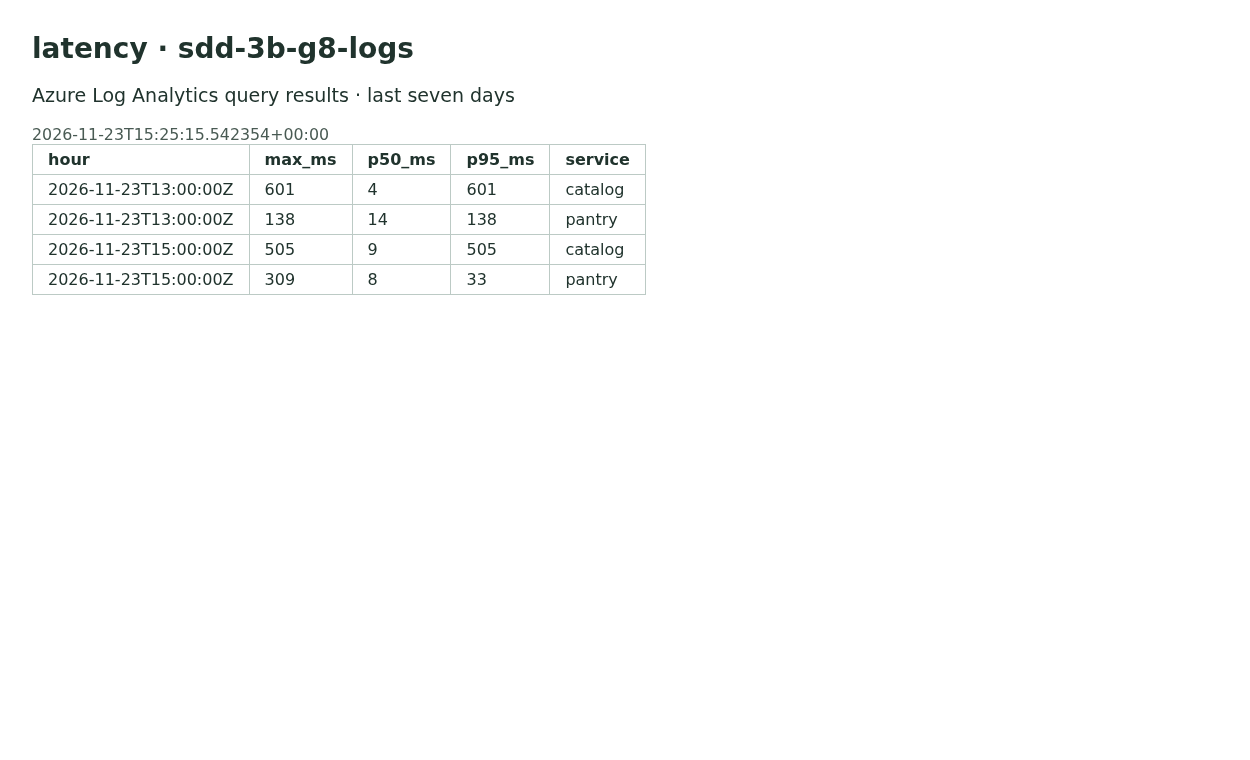 latency · sdd-3b-g8-logs
Azure Log Analytics query results · last seven days
2026-11-23T15:25:15.542354+00:00
hour max_ms p50_ms p95_ms service
2026-11-23T13:00:00Z 601 4 601 catalog
2026-11-23T13:00:00Z 138 14 138 pantry
2026-11-23T15:00:00Z 505 9 505 catalog
2026-11-23T15:00:00Z 309 8 33 pantry